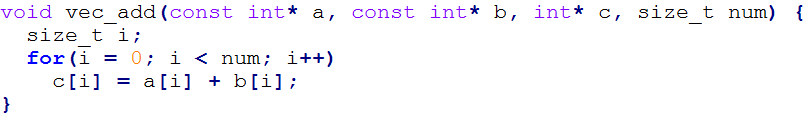 void vec_add(const int* a, const int* b, int* c, size_t num) {
  size_t i;
  for(i = 0; i < num; i++)
    c[i] = a[i] + b[i];
}